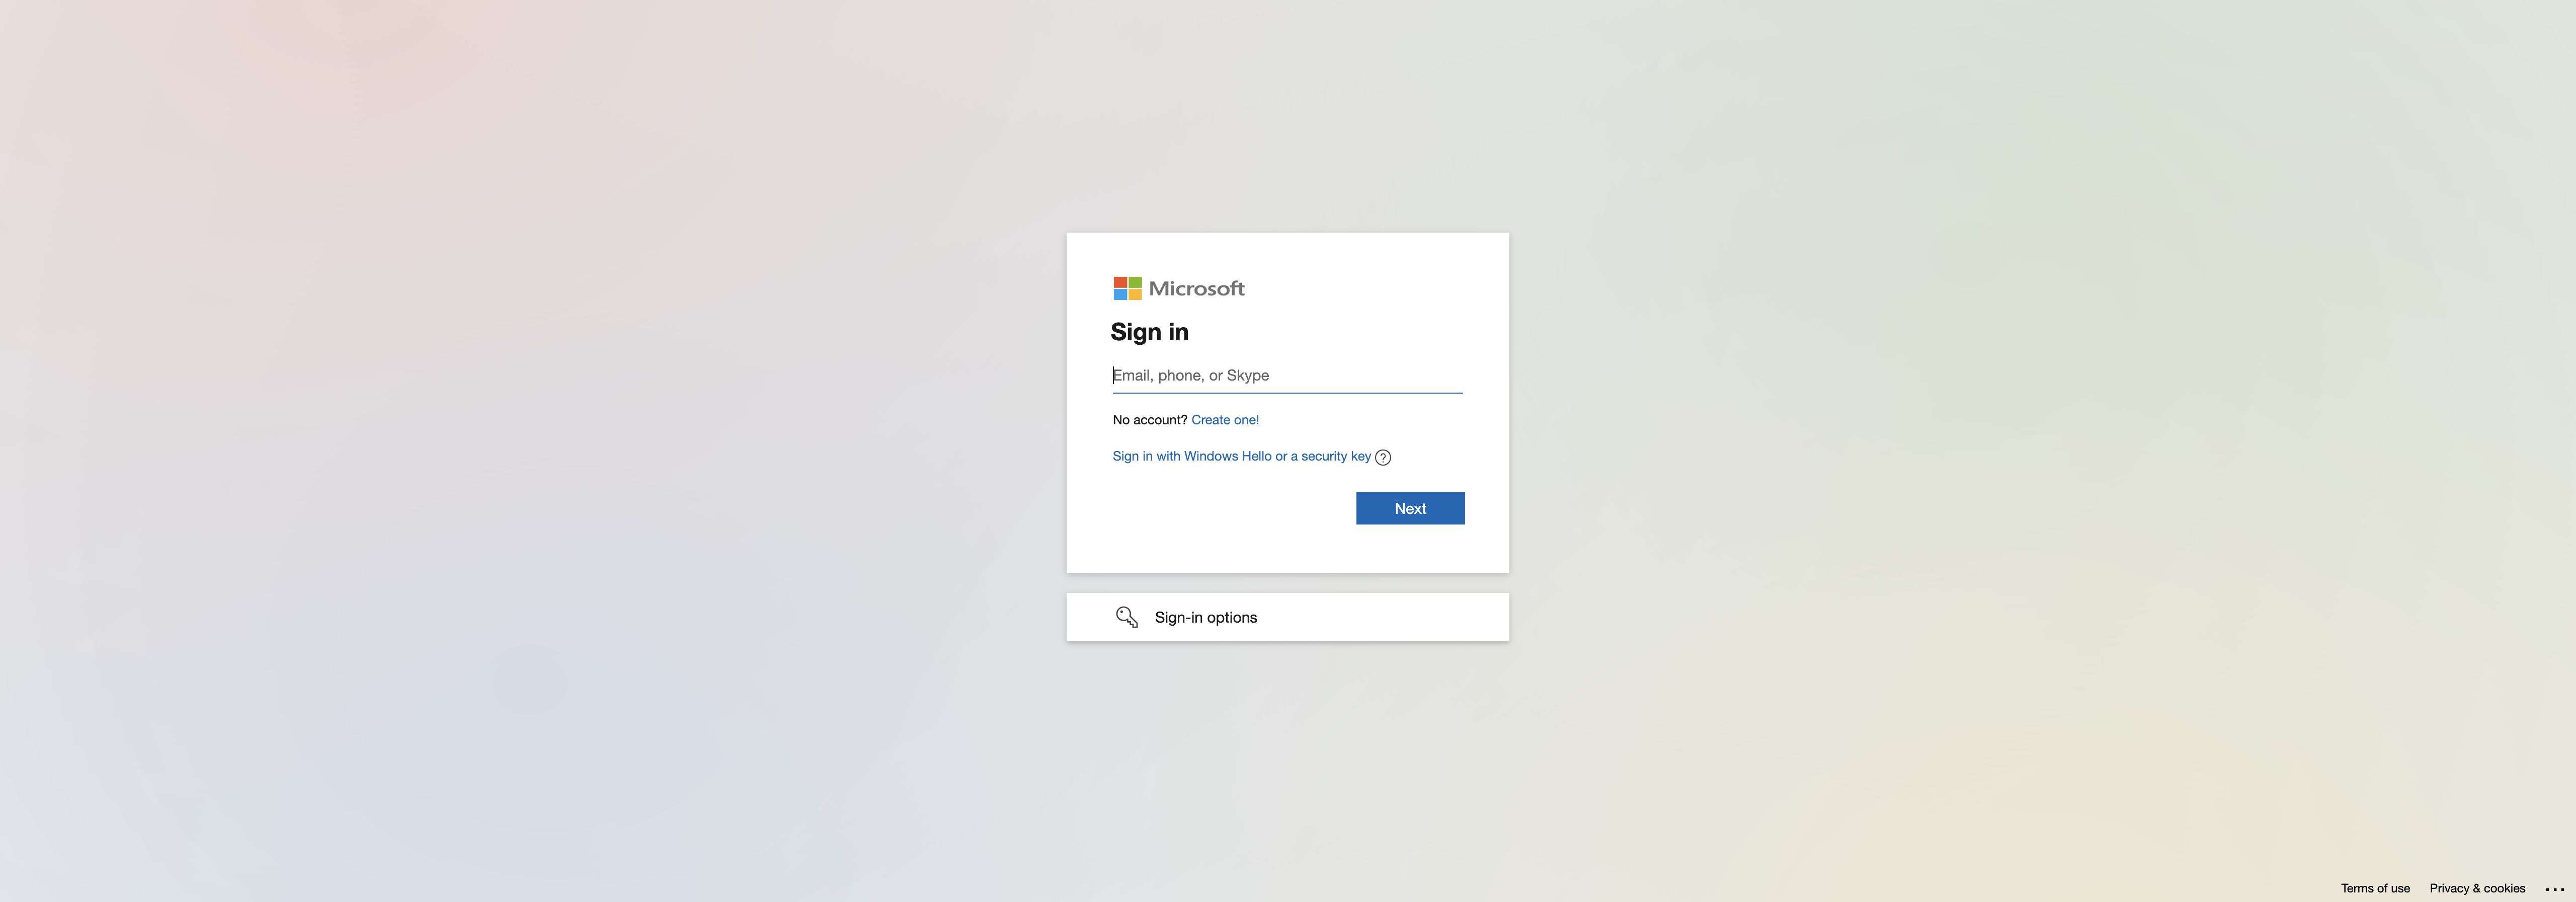 Microsoft
Sign in
Email, phone, or Skype
No account? Create one!
Sign in with Windows Hello or a security key ?
Next
Sign-in options
Terms of use Privacy & cookies ...